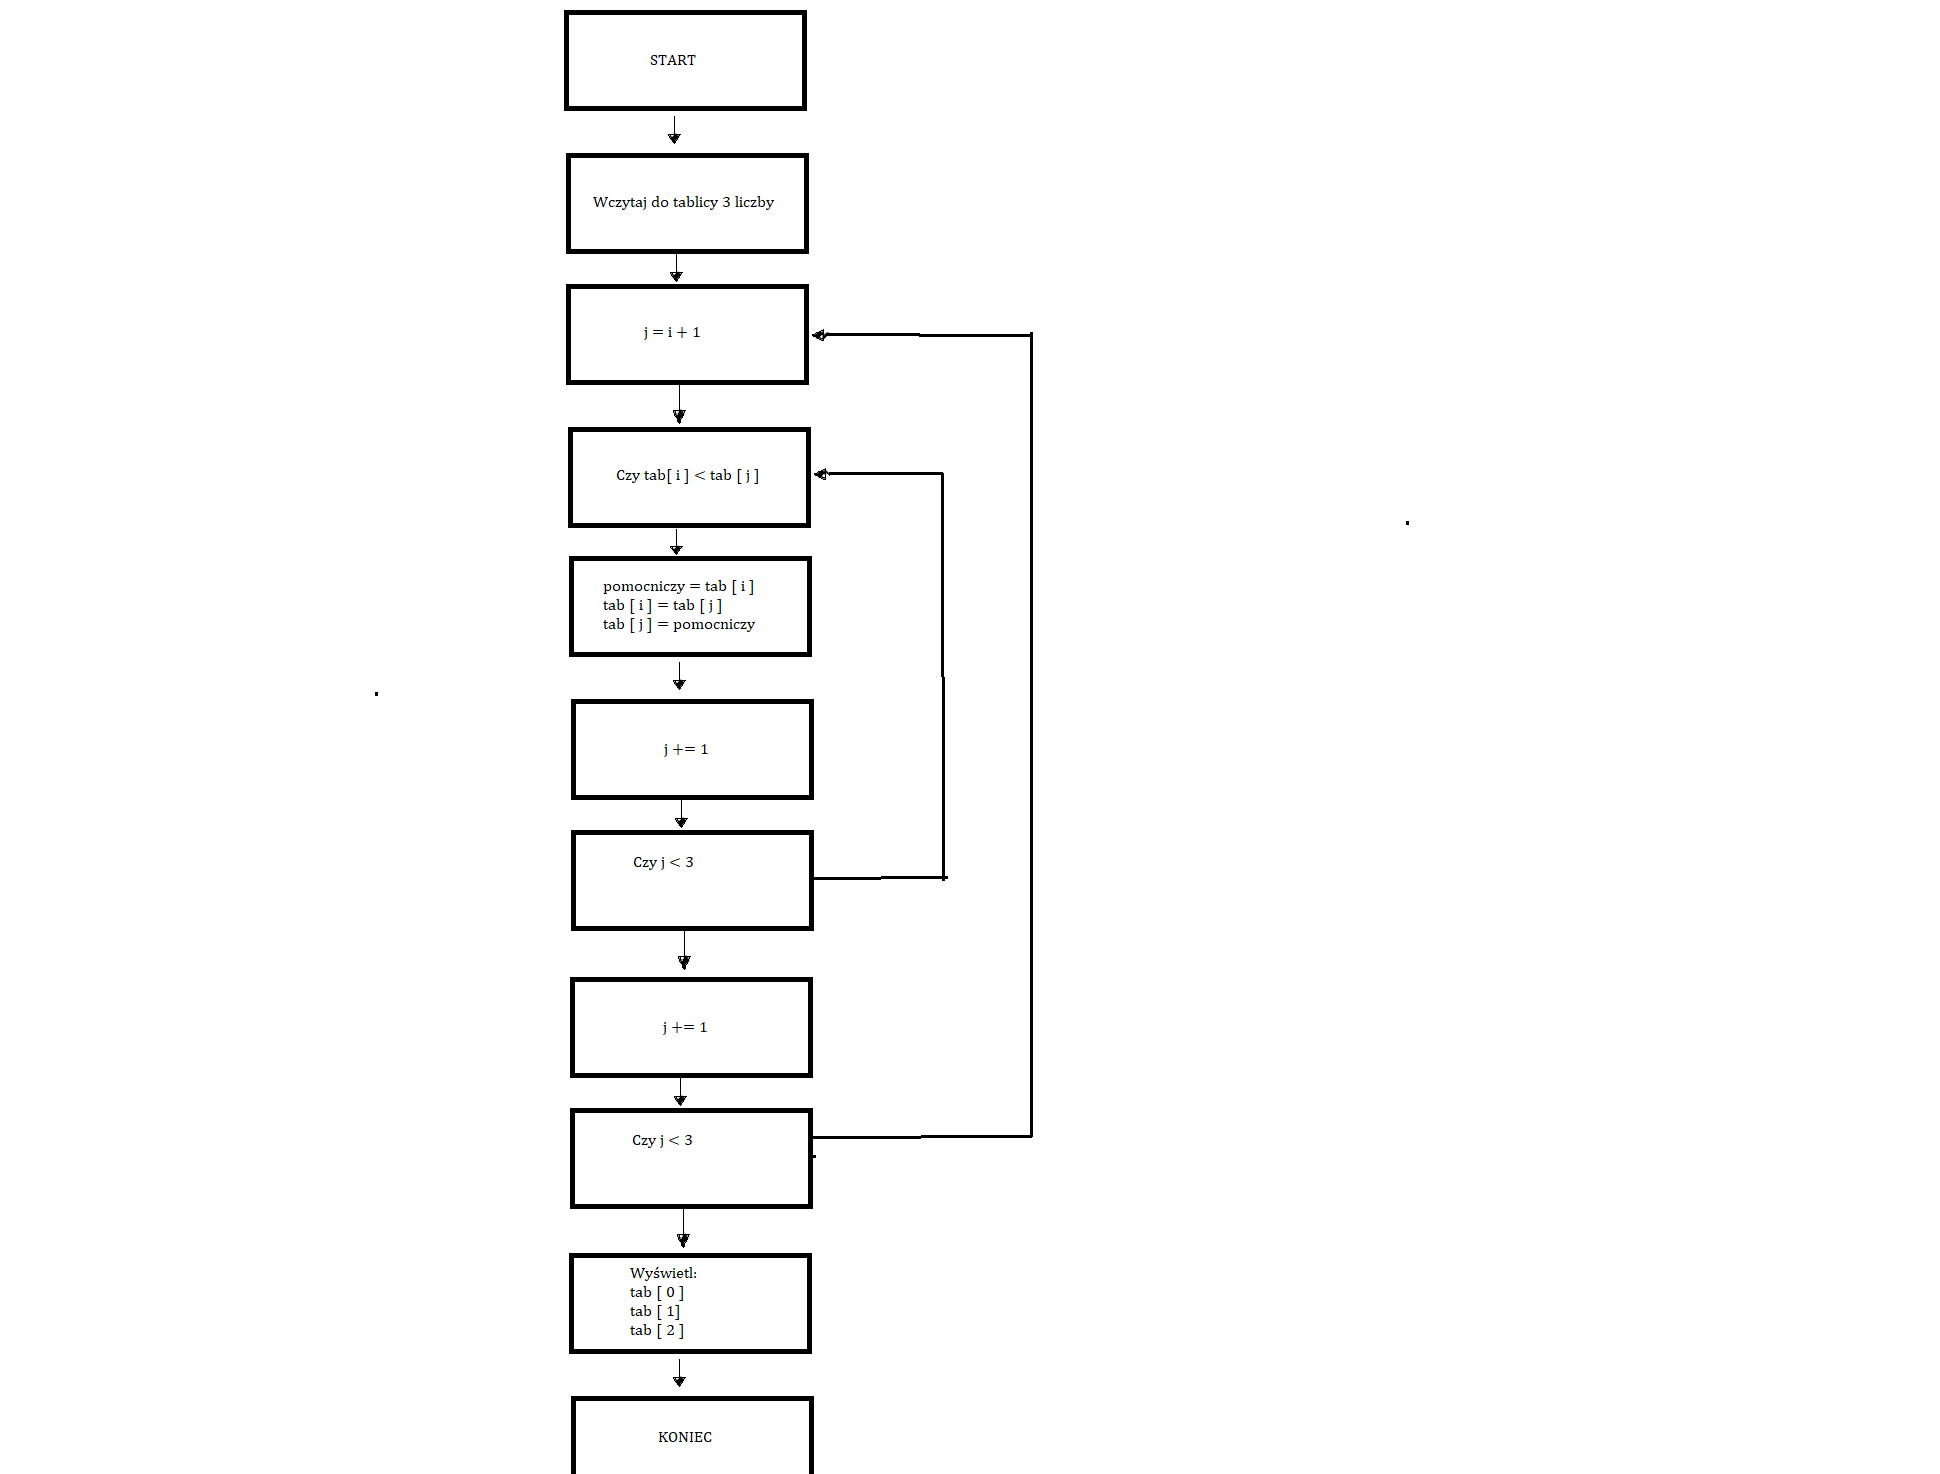 START
Wczytaj do tablicy 3 liczby
j = i + 1
Czy tab[ i ] < tab [ j ]
pomocniczy = tab [ i ]
tab [ i ] = tab [ j ]
tab [ j ] = pomocniczy
j += 1
Czy j < 3
j += 1
Czy j < 3
Wyświetl:
tab [ 0 ]
tab [ 1]
tab [ 2 ]
KONIEC